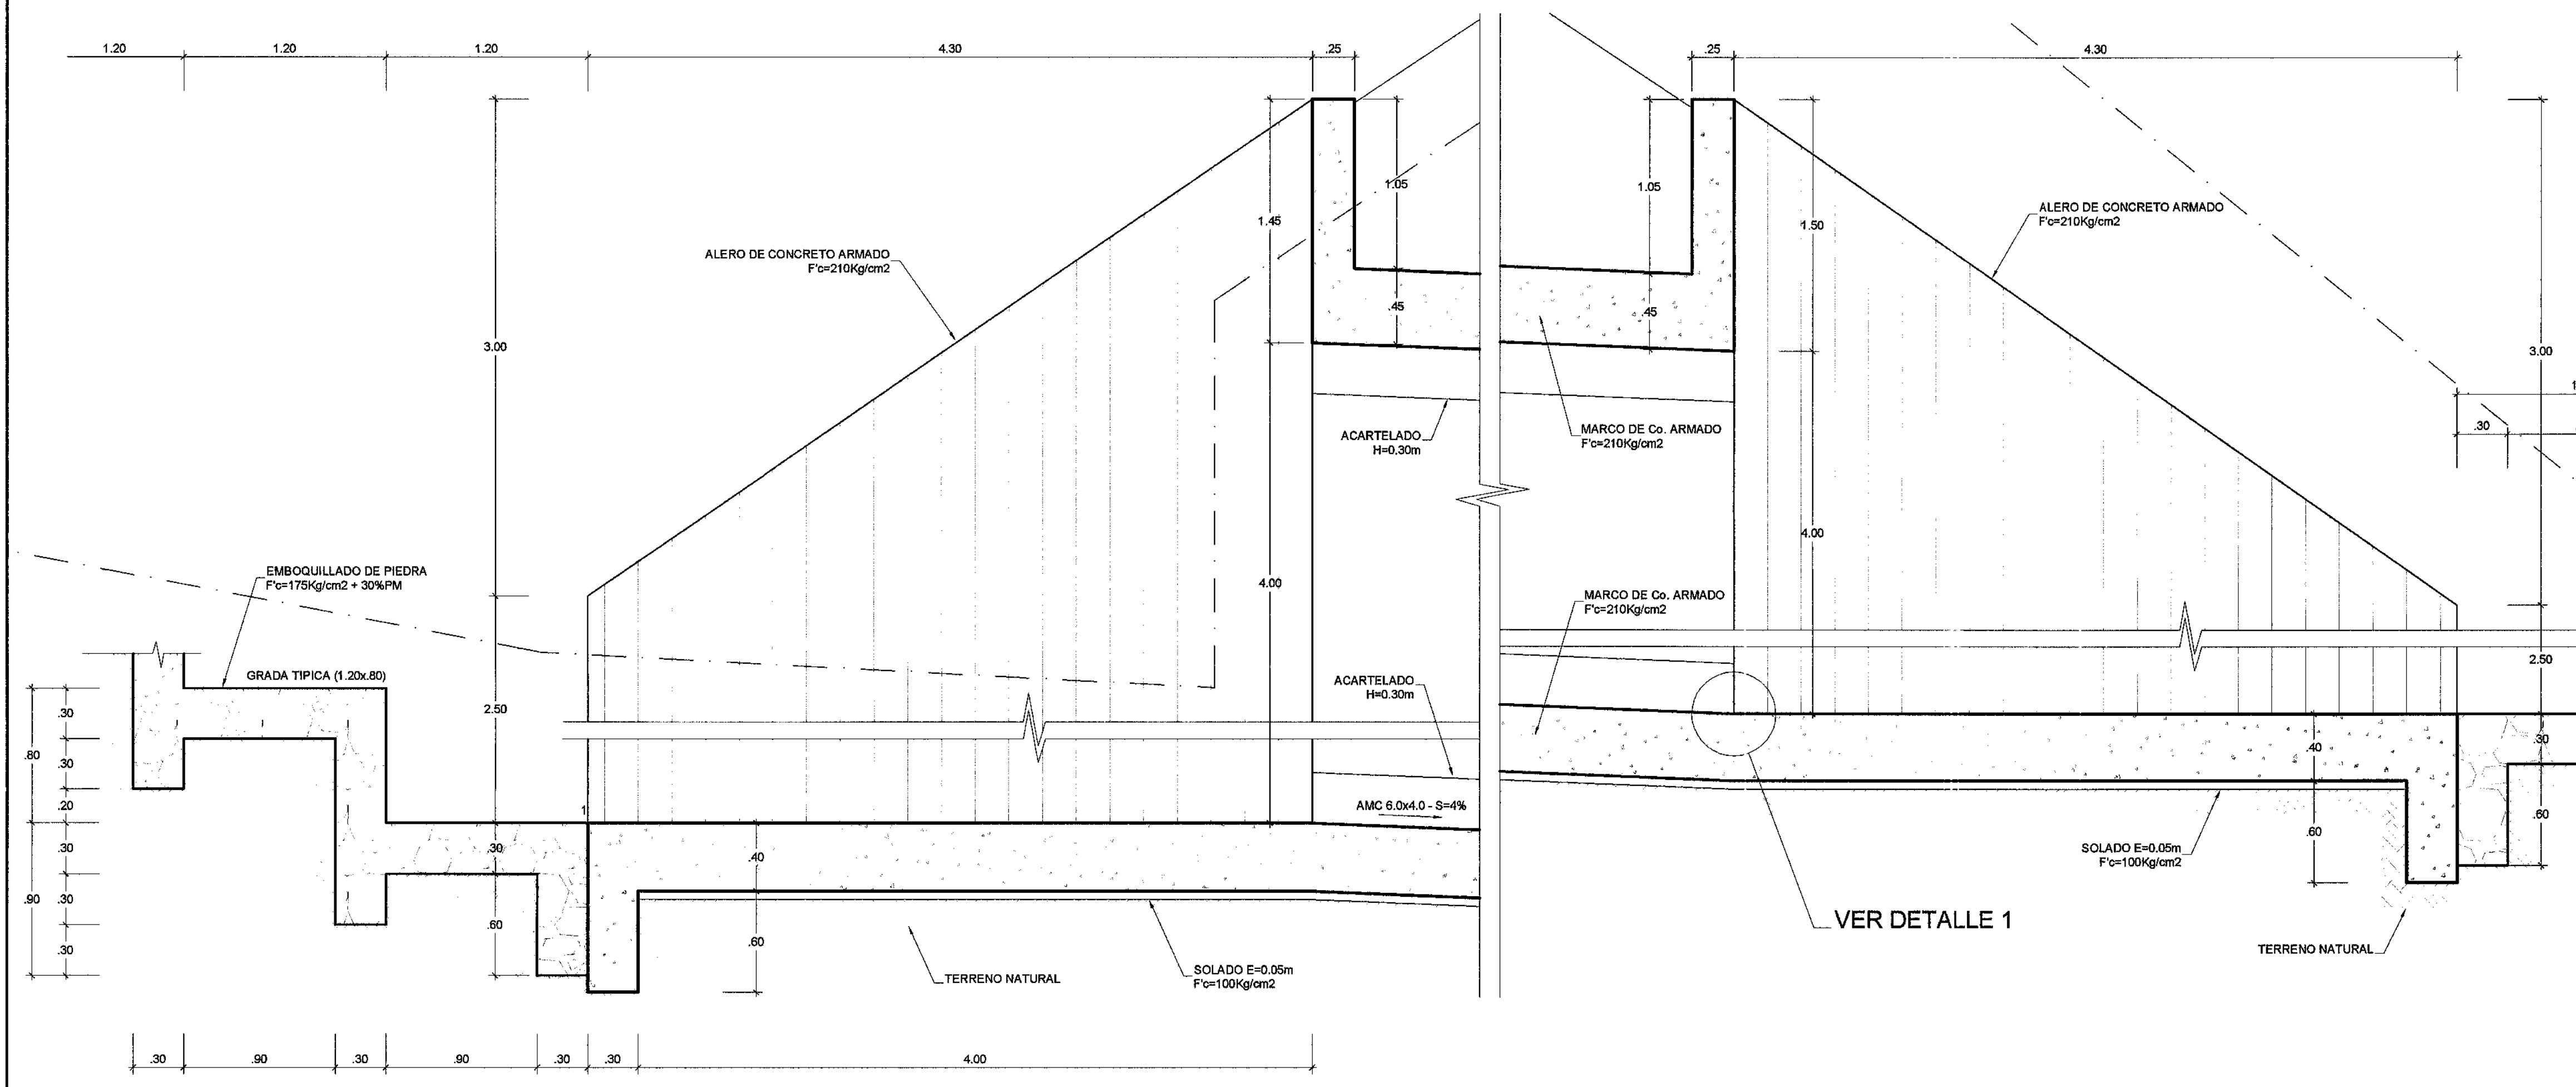 1.20
1.20
1.20
4.30
.25
.25
4.30
1.05
1.05
1.45
1.50
ALERO DE CONCRETO ARMADO
F'c=210Kg/cm2
ALERO DE CONCRETO ARMADO
F'c=210Kg/cm2
.45
.45
3.00
3.00
ACARTELADO
H=0.30m
MARCO DE Co. ARMADO
F'c=210Kg/cm2
.30
4.00
4.00
EMBOQUILLADO DE PIEDRA
F'c=175Kg/cm2 + 30%PM
MARCO DE Co. ARMADO
F'c=210Kg/cm2
GRADA TIPICA (1.20x.80)
2.50
2.50
ACARTELADO
H=0.30m
.30
.80
.30
.20
.30
.90
.30
.30
1
AMC 6.0x4.0 - S=4%
.30
.60
.40
.60
.40
.60
.30
.60
SOLADO E=0.05m
F'c=100Kg/cm2
VER DETALLE 1
TERRENO NATURAL
TERRENO NATURAL
SOLADO E=0.05m
F'c=100Kg/cm2
.30
.90
.30
.90
.30
.30
4.00